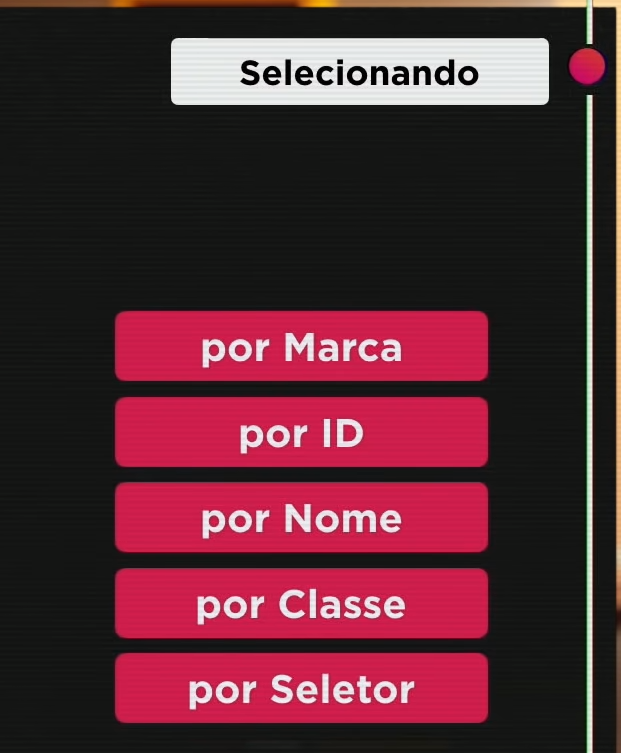 Selecionando
por Marca
por ID
por Nome
por Classe
por Seletor